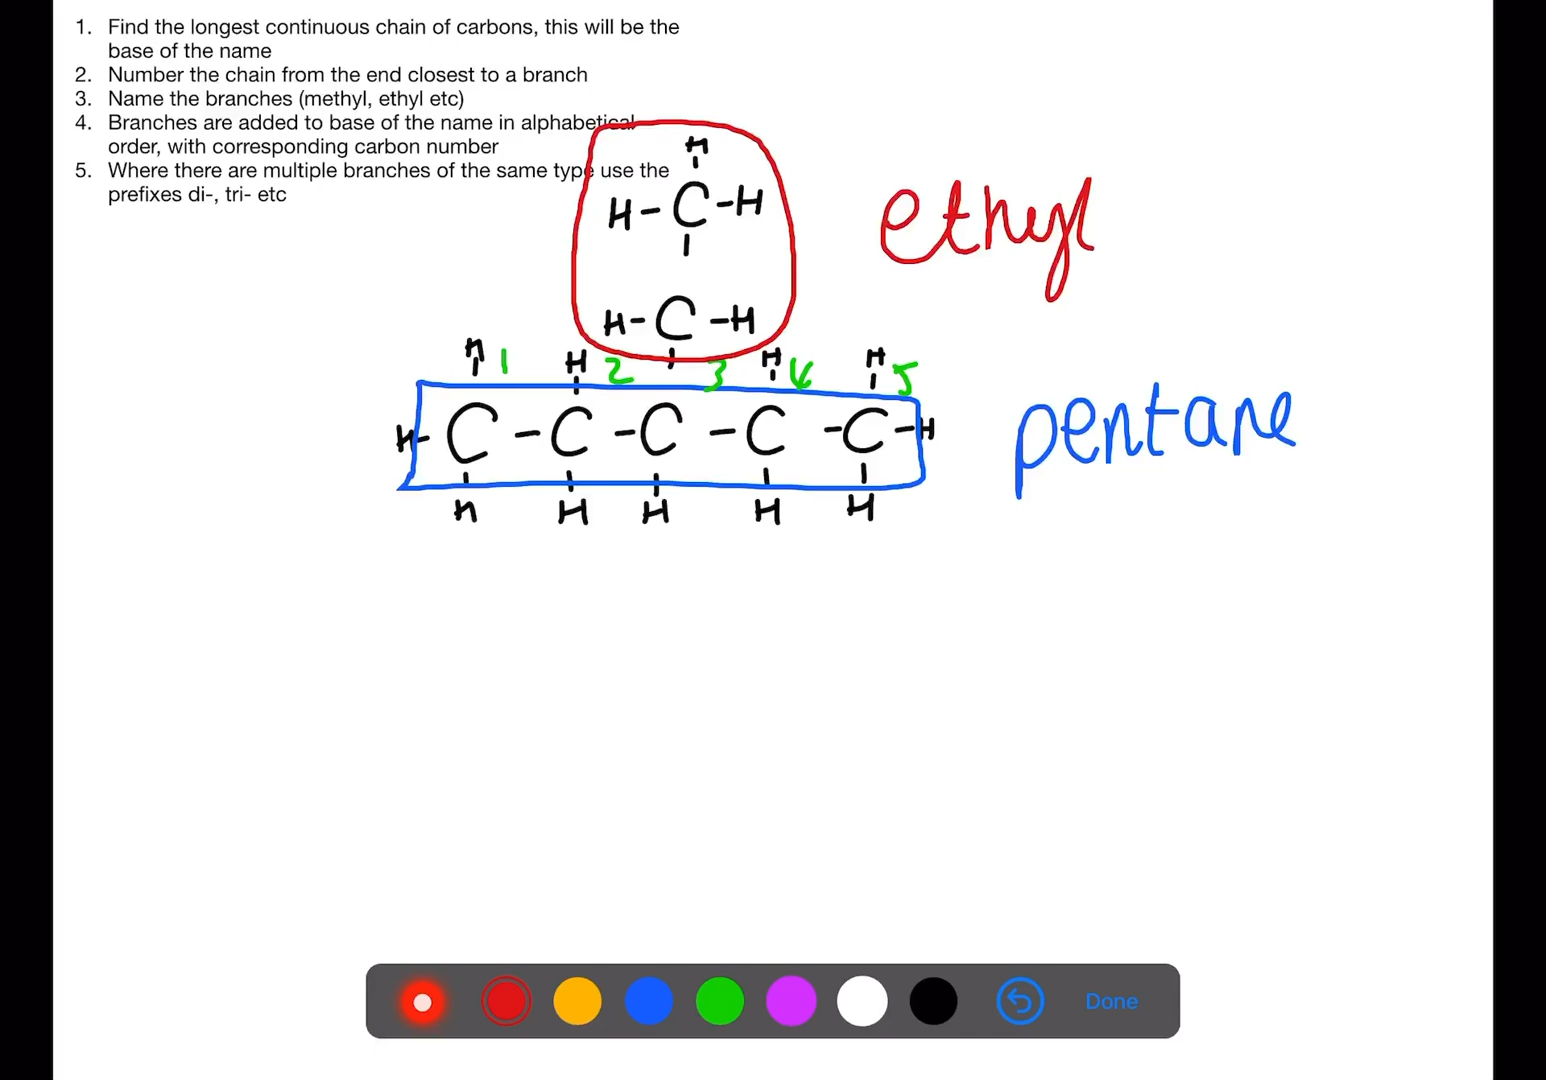 1. Find the longest continuous chain of carbons, this will be the
base of the name
2. Number the chain from the end closest to a branch
3. Name the branches (methyl, ethyl etc)
4. Branches are added to base of the name in alphabetical
order, with corresponding carbon number
5. Where there are multiple branches of the same type use the
prefixes di-, tri- etc
H
H-C-H
ethyl
H-C-H
H 1 H 2 3 H 4 H 5
H-C-C-C-C-C-H
pentane
H H H H H
Done